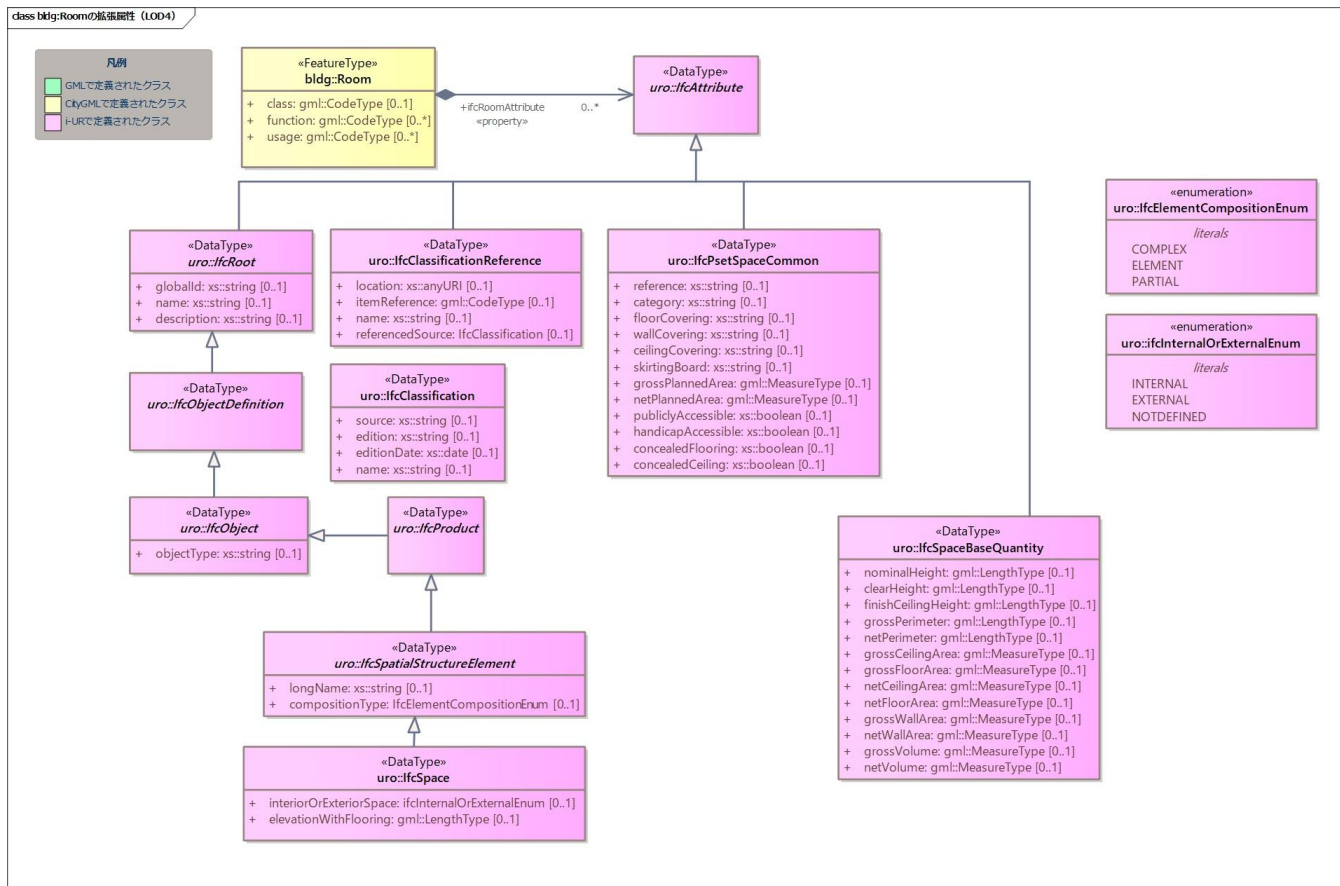 class bldg:Roomの拡張属性（LOD4）
凡例
GMLで定義されたクラス
CityGMLで定義されたクラス
i-URで定義されたクラス
«FeatureType»
bldg::Room
+ class: gml::CodeType [0..1]
+ function: gml::CodeType [0..*]
+ usage: gml::CodeType [0..*]
+ifcRoomAttribute 0..*
«property»
«DataType»
uro::IfcAttribute
«DataType»
uro::IfcRoot
+ globalId: xs::string [0..1]
+ name: xs::string [0..1]
+ description: xs::string [0..1]
«DataType»
uro::IfcClassificationReference
+ location: xs::anyURI [0..1]
+ itemReference: gml::CodeType [0..1]
+ name: xs::string [0..1]
+ referencedSource: IfcClassification [0..1]
«DataType»
uro::IfcPsetSpaceCommon
+ reference: xs::string [0..1]
+ category: xs::string [0..1]
+ floorCovering: xs::string [0..1]
+ wallCovering: xs::string [0..1]
+ ceilingCovering: xs::string [0..1]
+ skirtingBoard: xs::string [0..1]
+ grossPlannedArea: gml::MeasureType [0..1]
+ netPlannedArea: gml::MeasureType [0..1]
+ publiclyAccessible: xs::boolean [0..1]
+ handicapAccessible: xs::boolean [0..1]
+ concealedFlooring: xs::boolean [0..1]
+ concealedCeiling: xs::boolean [0..1]
«enumeration»
uro::IfcElementCompositionEnum
literals
COMPLEX
ELEMENT
PARTIAL
«enumeration»
uro::ifcInternalOrExternalEnum
literals
INTERNAL
EXTERNAL
NOTDEFINED
«DataType»
uro::IfcObjectDefinition
«DataType»
uro::IfcClassification
+ source: xs::string [0..1]
+ edition: xs::string [0..1]
+ editionDate: xs::date [0..1]
+ name: xs::string [0..1]
«DataType»
uro::IfcObject
+ objectType: xs::string [0..1]
«DataType»
uro::IfcProduct
«DataType»
uro::IfcSpaceBaseQuantity
+ nominalHeight: gml::LengthType [0..1]
+ clearHeight: gml::LengthType [0..1]
+ finishCeilingHeight: gml::LengthType [0..1]
+ grossPerimeter: gml::LengthType [0..1]
+ netPerimeter: gml::LengthType [0..1]
+ grossCeilingArea: gml::MeasureType [0..1]
+ grossFloorArea: gml::MeasureType [0..1]
+ netCeilingArea: gml::MeasureType [0..1]
+ netFloorArea: gml::MeasureType [0..1]
+ grossWallArea: gml::MeasureType [0..1]
+ netWallArea: gml::MeasureType [0..1]
+ grossVolume: gml::MeasureType [0..1]
+ netVolume: gml::MeasureType [0..1]
«DataType»
uro::IfcSpatialStructureElement
+ longName: xs::string [0..1]
+ compositionType: IfcElementCompositionEnum [0..1]
«DataType»
uro::IfcSpace
+ interiorOrExteriorSpace: ifcInternalOrExternalEnum [0..1]
+ elevationWithFlooring: gml::LengthType [0..1]